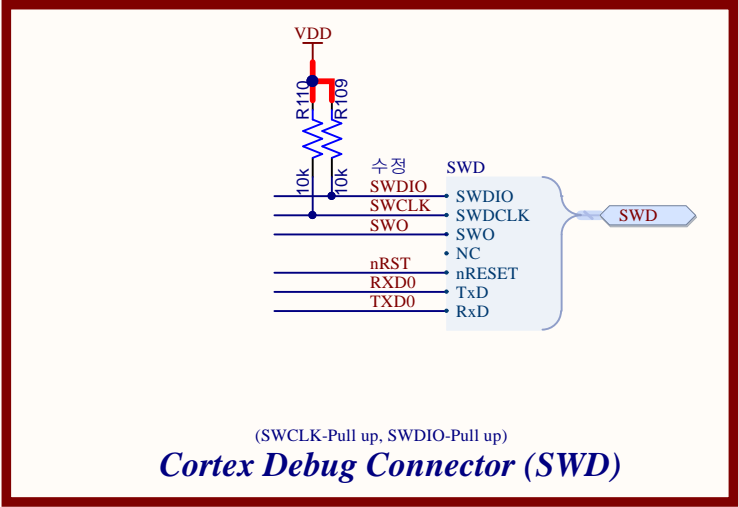 VDD
R110
R109
10k
10k
수정
SWD
SWDIO
SWDIO
SWCLK
SWDCLK
SWD
SWO
SWO
NC
nRST
nRESET
RXD0
TxD
TXD0
RxD
(SWCLK-Pull up, SWDIO-Pull up)
Cortex Debug Connector (SWD)